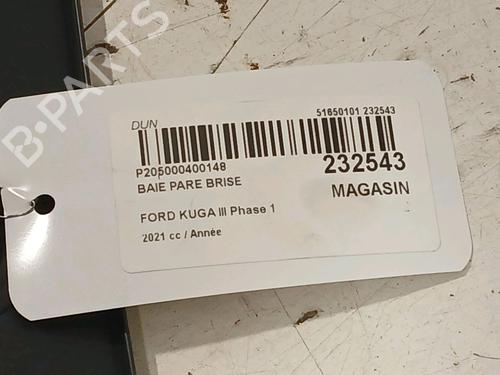 B-PARTS
DUN
51650101 232543
P205000400148
232543
BAIE PARE BRISE
MAGASIN
FORD KUGA III Phase 1
2021 cc / Année